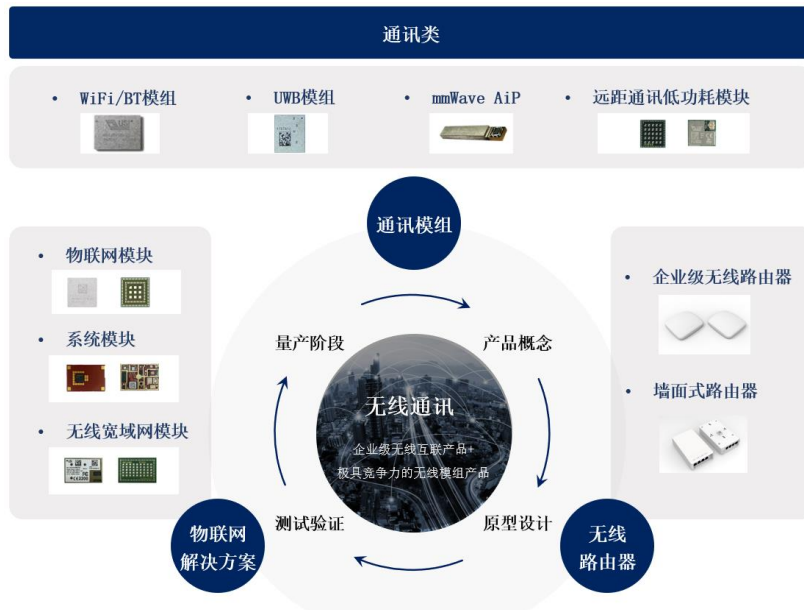 通讯类
• WiFi/BT模组
• UWB模组
• mmWave AiP
• 远距通讯低功耗模块
通讯模组
• 物联网模块
• 系统模块
• 无线宽域网模块
• 企业级无线路由器
• 墙面式路由器
量产阶段
产品概念
无线通讯
企业级无线互联产品+
极具竞争力的无线模组产品
测试验证
原型设计
物联网
解决方案
无线
路由器